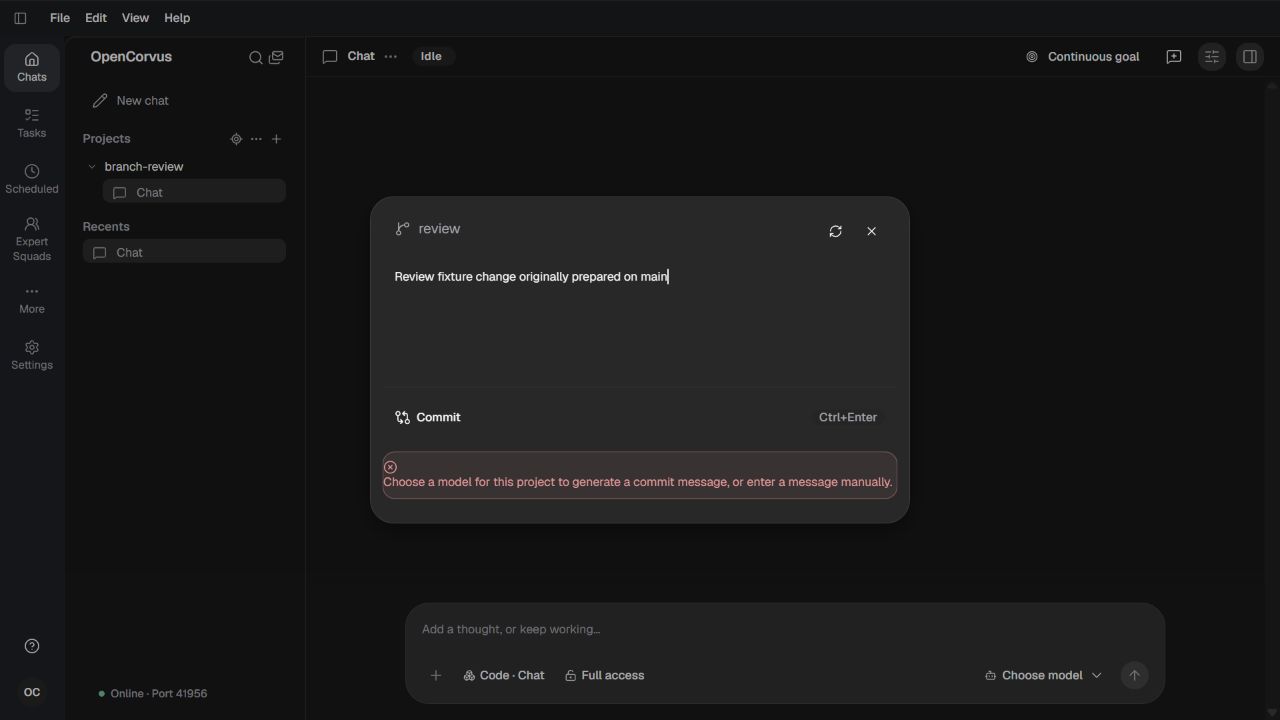 File Edit View Help
OpenCorvus
Chat ··· Idle
Continuous goal
Chats
New chat
Tasks
Projects
branch-review
Chat
Scheduled
Recents
Chat
Expert
Squads
More
Settings
review
Review fixture change originally prepared on main
Commit
Ctrl+Enter
Choose a model for this project to generate a commit message, or enter a message manually.
Add a thought, or keep working...
Code · Chat
Full access
Choose model
OC
Online · Port 41956